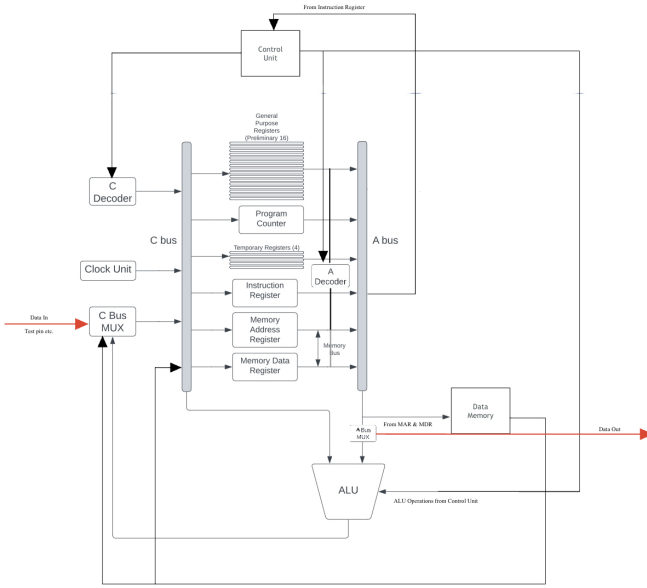 From Instruction Register
Control
Unit
General
Purpose
Registers
(Preliminary 16)
C
Decoder
Program
Counter
C bus
A bus
Temporary Registers (4)
Clock Unit
A
Decoder
Instruction
Register
Data In
C Bus
MUX
Test pin etc.
Memory
Address
Register
Memory
Bus
Memory Data
Register
Data
Memory
From MAR & MDR
A Bus
MUX
Data Out
ALU
ALU Operations from Control Unit